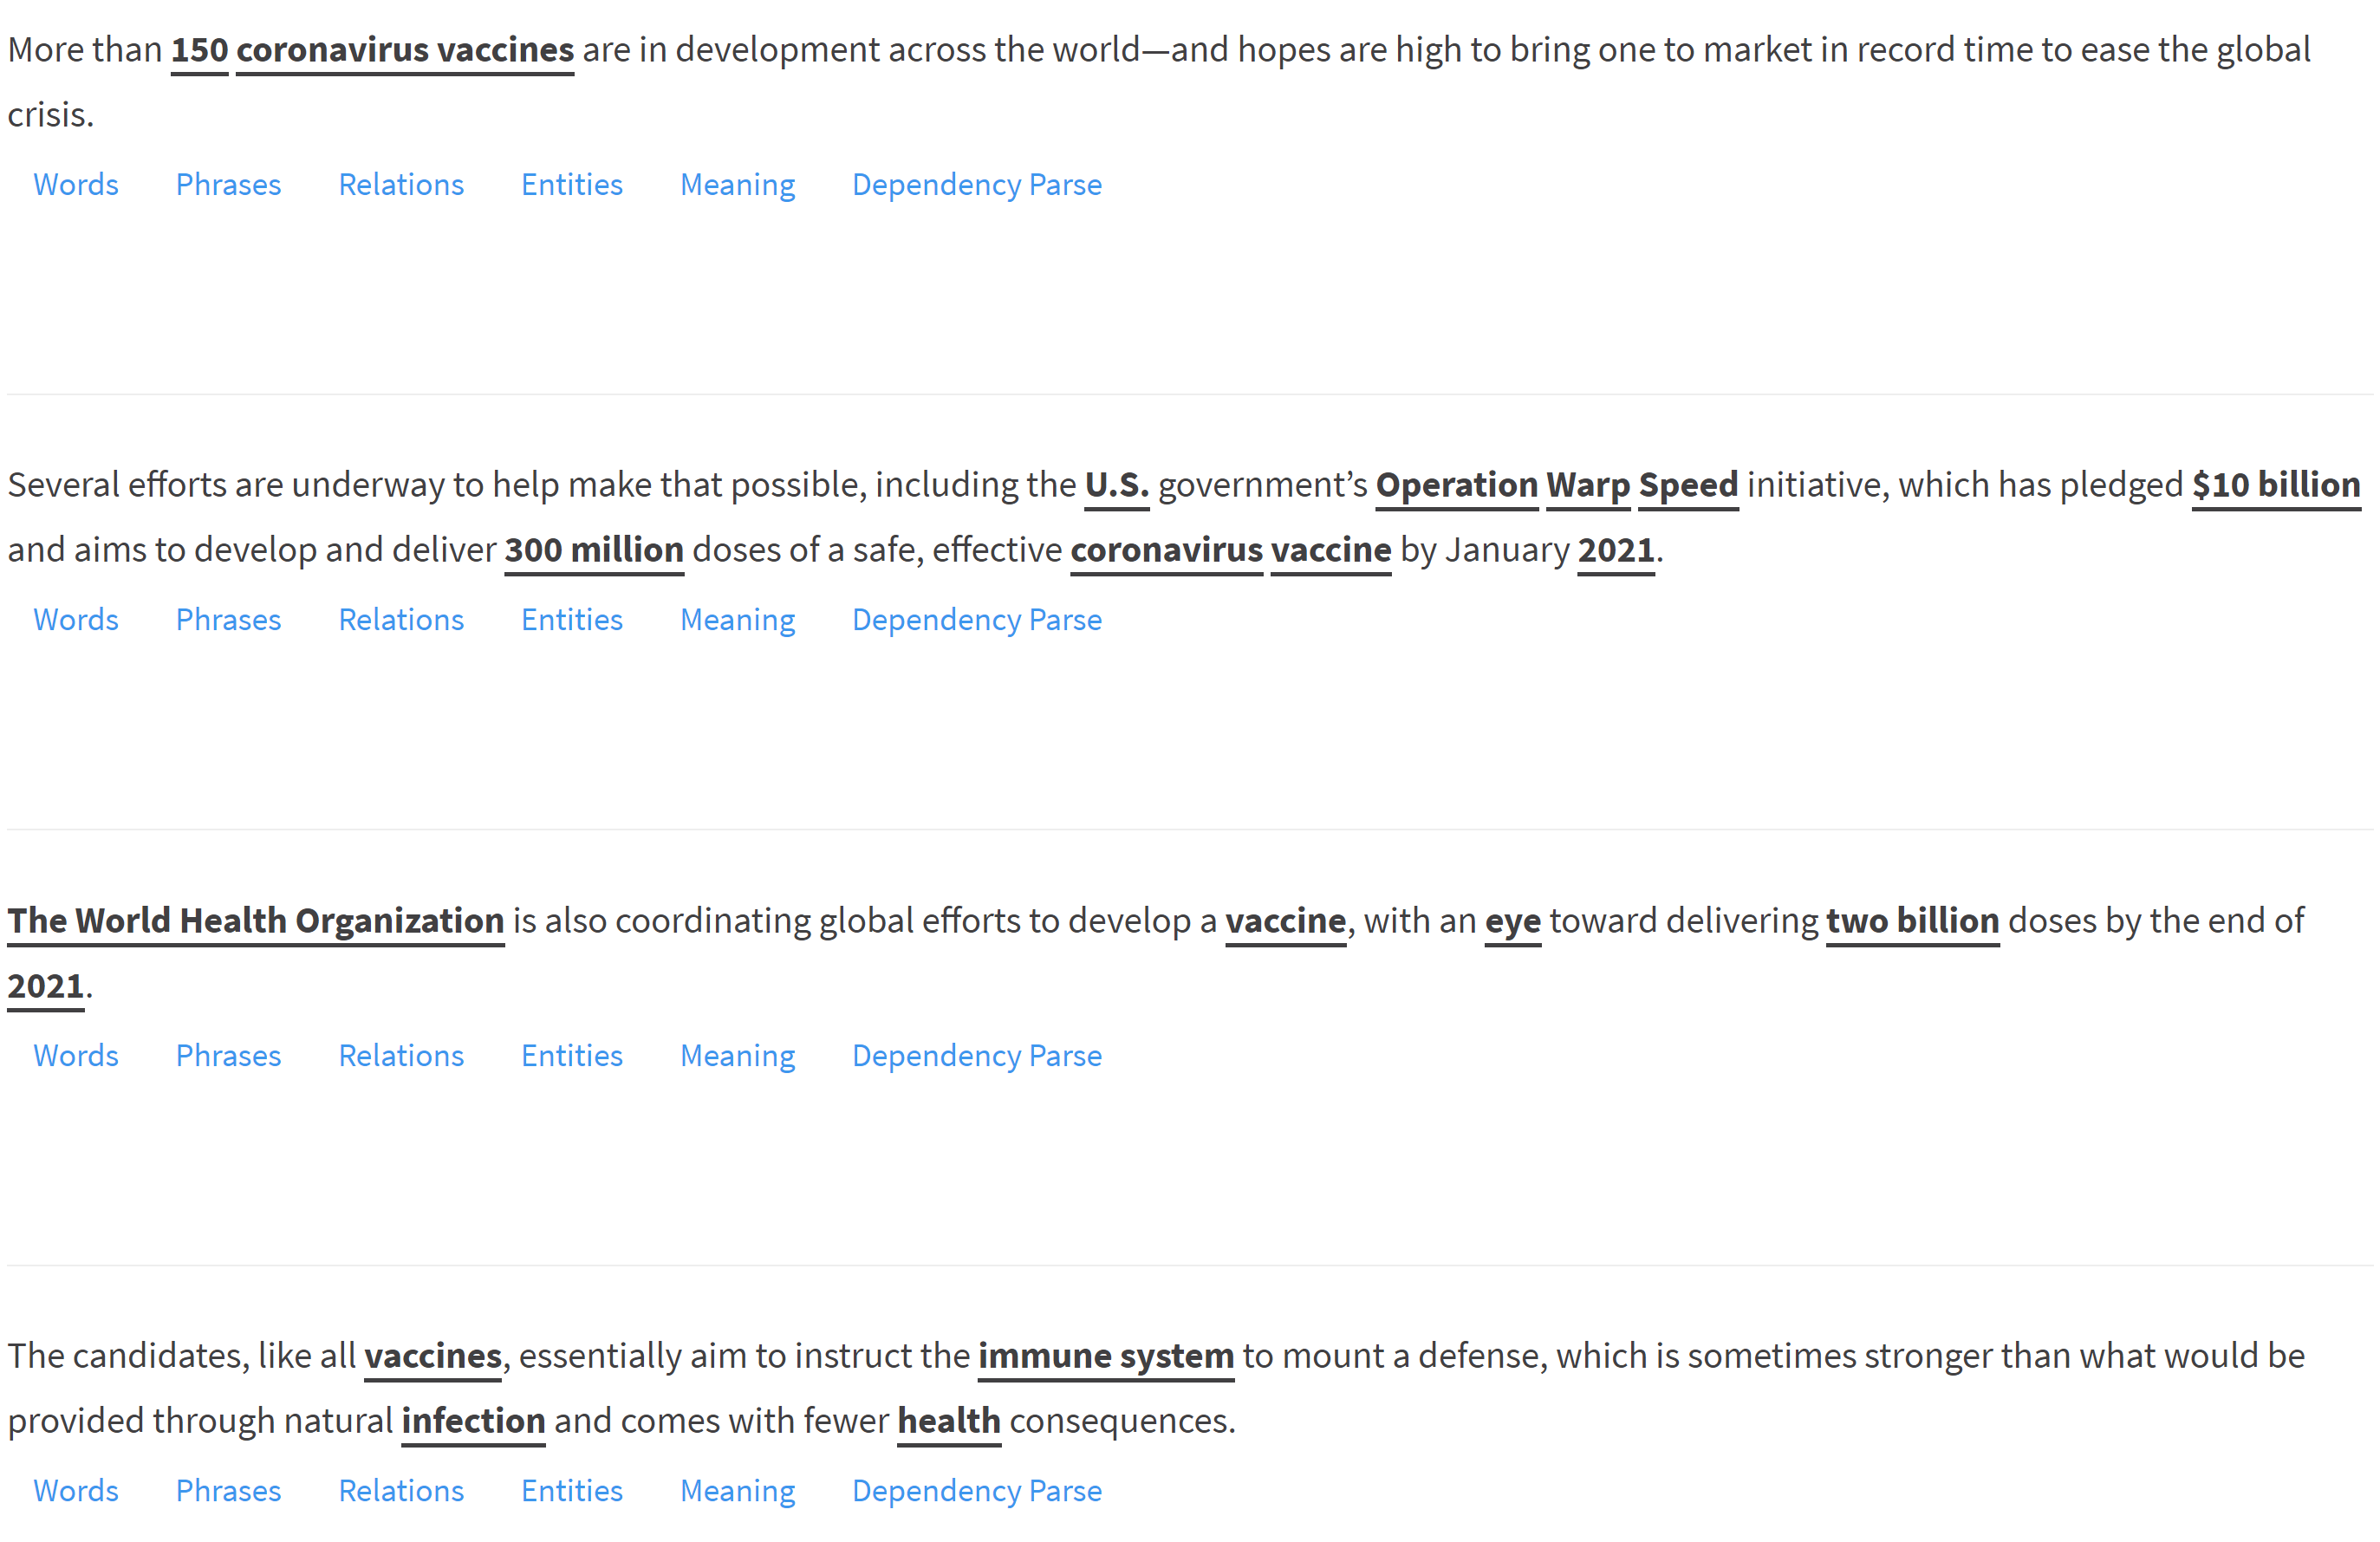 More than 150 coronavirus vaccines are in development across the world—and hopes are high to bring one to market in record time to ease the global
crisis.
Words Phrases Relations Entities Meaning Dependency Parse
Several efforts are underway to help make that possible, including the U.S. government’s Operation Warp Speed initiative, which has pledged $10 billion
and aims to develop and deliver 300 million doses of a safe, effective coronavirus vaccine by January 2021.
Words Phrases Relations Entities Meaning Dependency Parse
The World Health Organization is also coordinating global efforts to develop a vaccine, with an eye toward delivering two billion doses by the end of
2021.
Words Phrases Relations Entities Meaning Dependency Parse
The candidates, like all vaccines, essentially aim to instruct the immune system to mount a defense, which is sometimes stronger than what would be
provided through natural infection and comes with fewer health consequences.
Words Phrases Relations Entities Meaning Dependency Parse